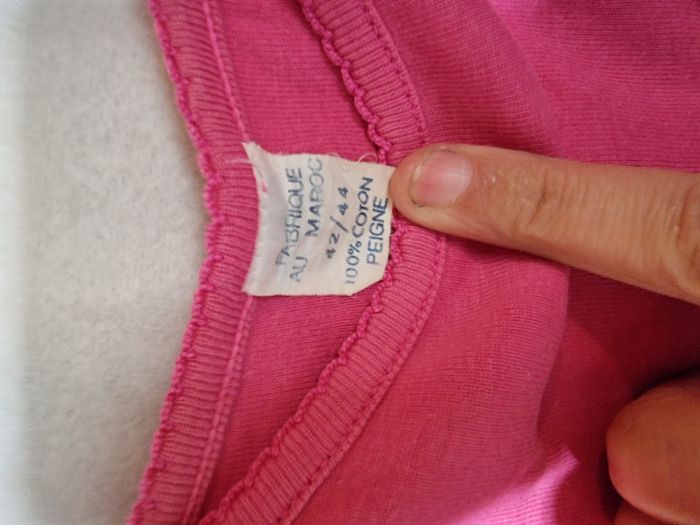 FABRIQUE
AU MAROC
42/44
100% COTON
PEIGNE